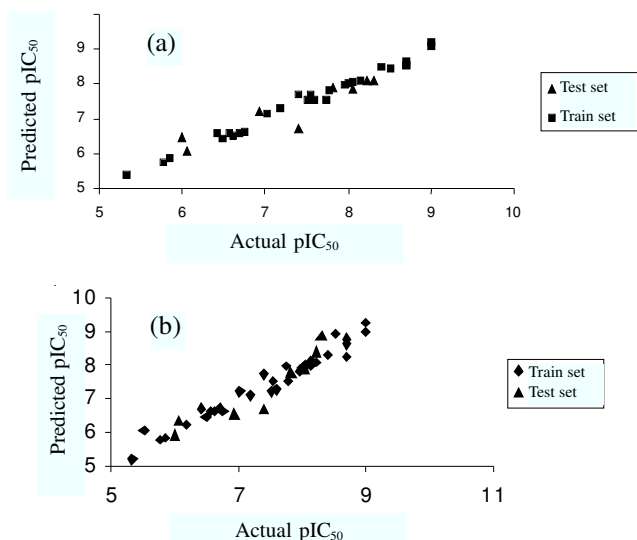 (a)
Predicted pIC₅₀
9
8
7
6
5
5 6 7 8 9 10
Actual pIC₅₀
Test set
Train set
(b)
Predicted pIC₅₀
10
9
8
7
6
5
5 7 9 11
Actual pIC₅₀
Train set
Test set